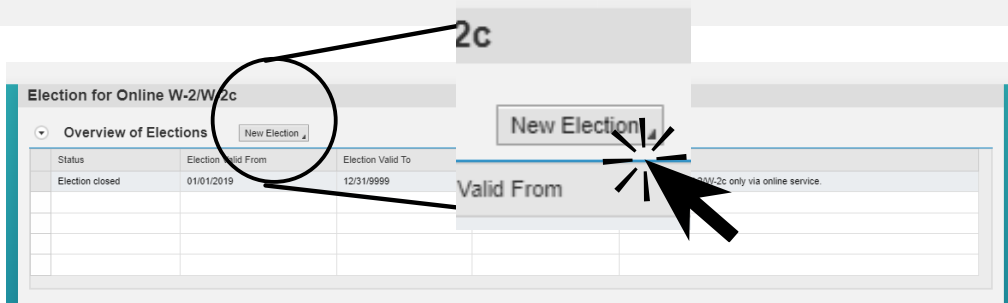 Election for Online W-2/W-2c
Overview of Elections New Election
Status Election Valid From Election Valid To
Election closed 01/01/2019 12/31/9999 2/W-2c only via online service.
2c
New Election
Valid From